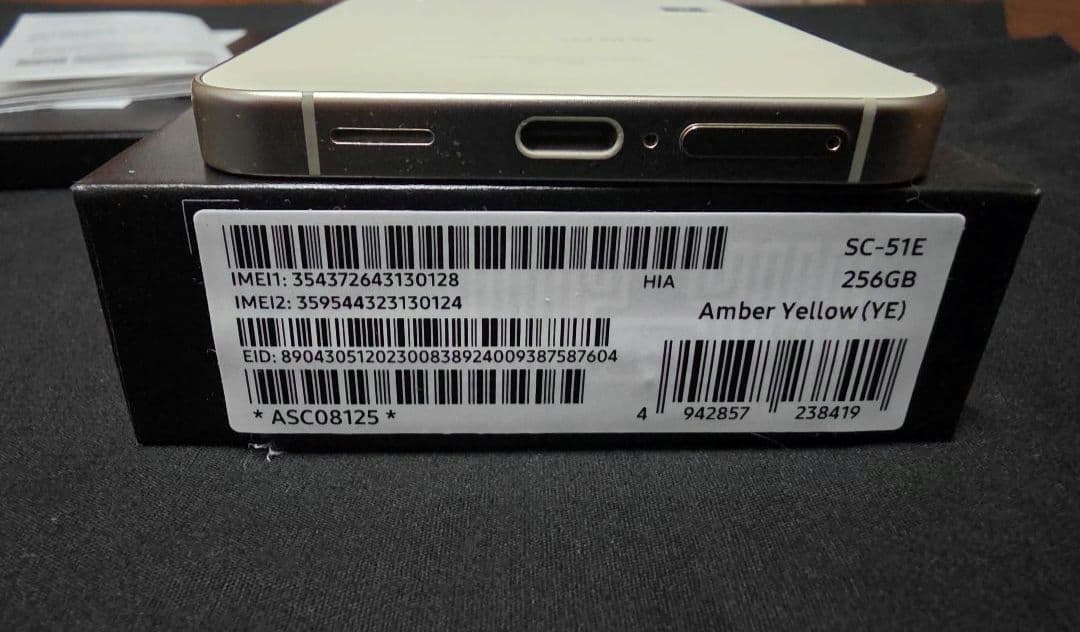 IMEI1: 354372643130128
HIA
IMEI2: 359544323130124
SC-51E
256GB
Amber Yellow (YE)
EID: 89043051202300838924009387587604
* ASC08125 *
4 942857 238419